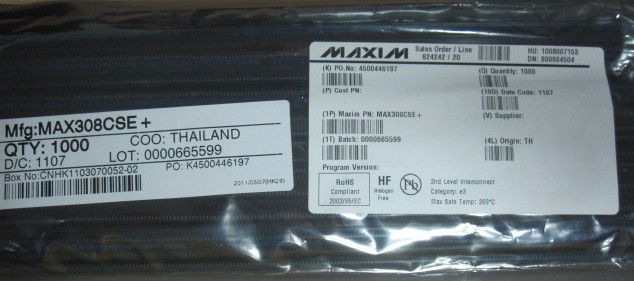 Mfg:MAX308CSE +
QTY: 1000 COO: THAILAND
D/C: 1107 LOT: 0000665599
PO: K4500446197
Box No:CNHK1103070052-02
2011/03/07(HK29)
MAXIM
Sales Order / Line
624242 / 20
HU: 1009007153
DN: 800864504
(K) PO.No: 4500446197
(Q) Quantity: 1000
(P) Cust PN:
(10D) Date Code: 1107
(1P) Maxim PN: MAX308CSE +
(V) Supplier:
(1T) Batch: 0000665599
(4L) Origin: TH
Program Version:
RoHS
Compliant
2002/95/EC
HF
Halogen
Free
Pb
2nd Level Interconnect
Category: e3
Max Safe Temp: 260°C